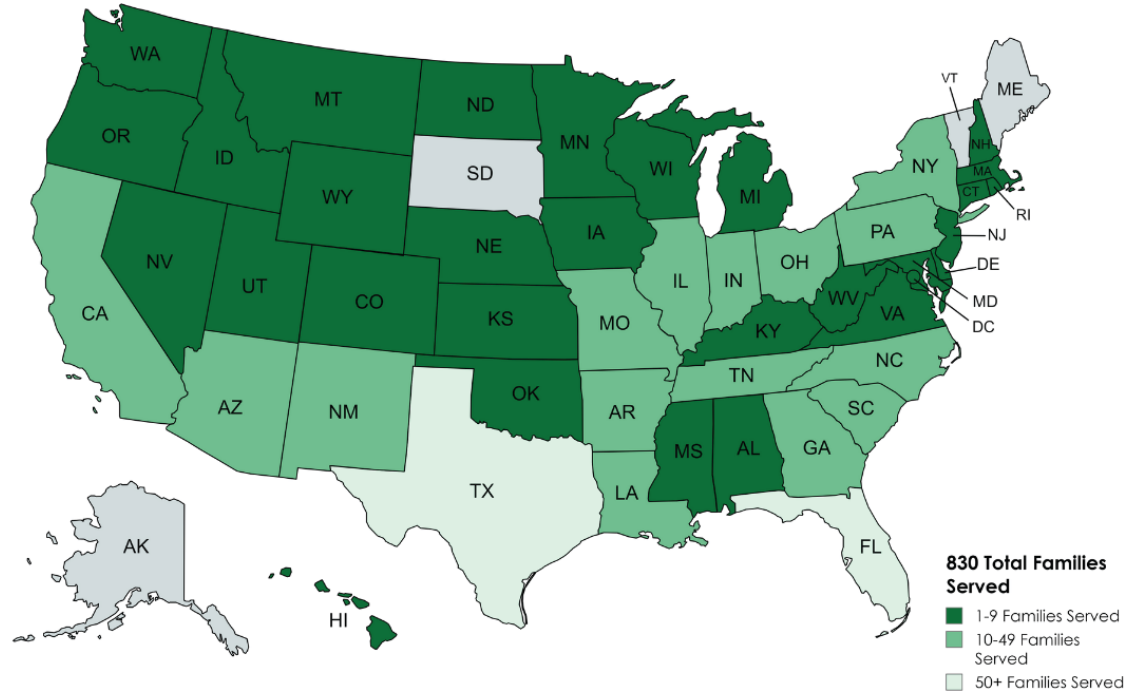 WA
MT
ND
MN
VT
ME
OR
ID
SD
WI
NY
NH
MA
WY
MI
CT
RI
IA
PA
NJ
NE
NV
OH
UT
IL
IN
DE
CO
WV
MD
CA
KS
MO
KY
VA
DC
NC
TN
OK
AZ
NM
AR
SC
MS
AL
GA
TX
LA
AK
FL
HI
830 Total Families
Served
1-9 Families Served
10-49 Families
Served
50+ Families Served